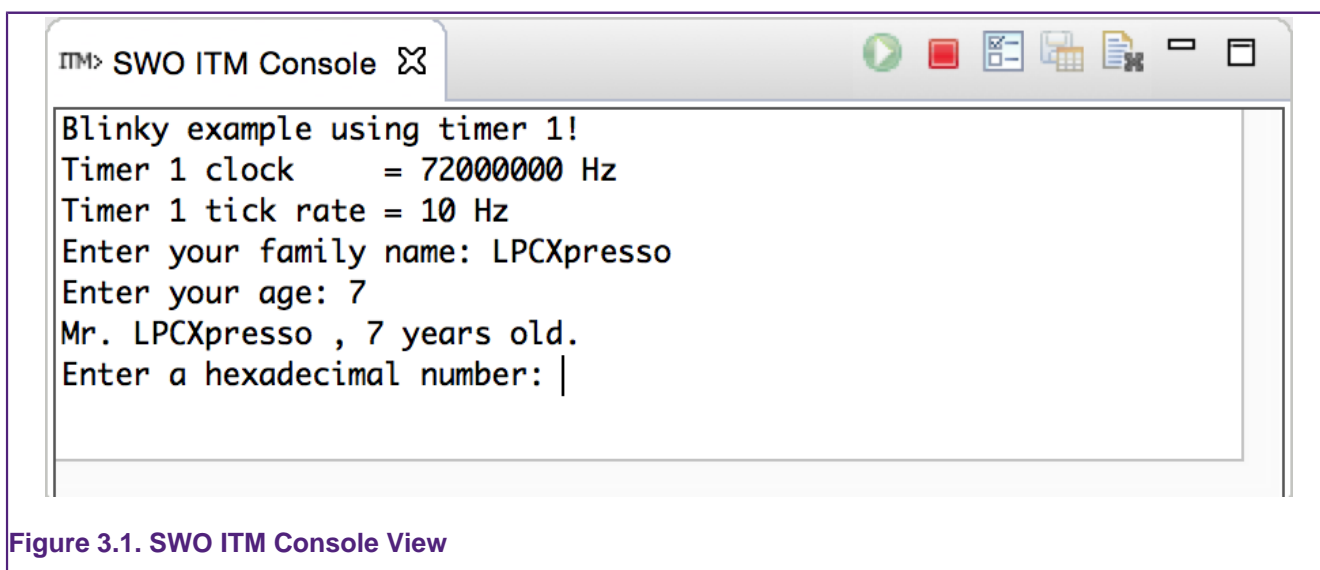 ITM> SWO ITM Console
Blinky example using timer 1!
Timer 1 clock     = 72000000 Hz
Timer 1 tick rate = 10 Hz
Enter your family name: LPCXpresso
Enter your age: 7
Mr. LPCXpresso , 7 years old.
Enter a hexadecimal number:
Figure 3.1. SWO ITM Console View